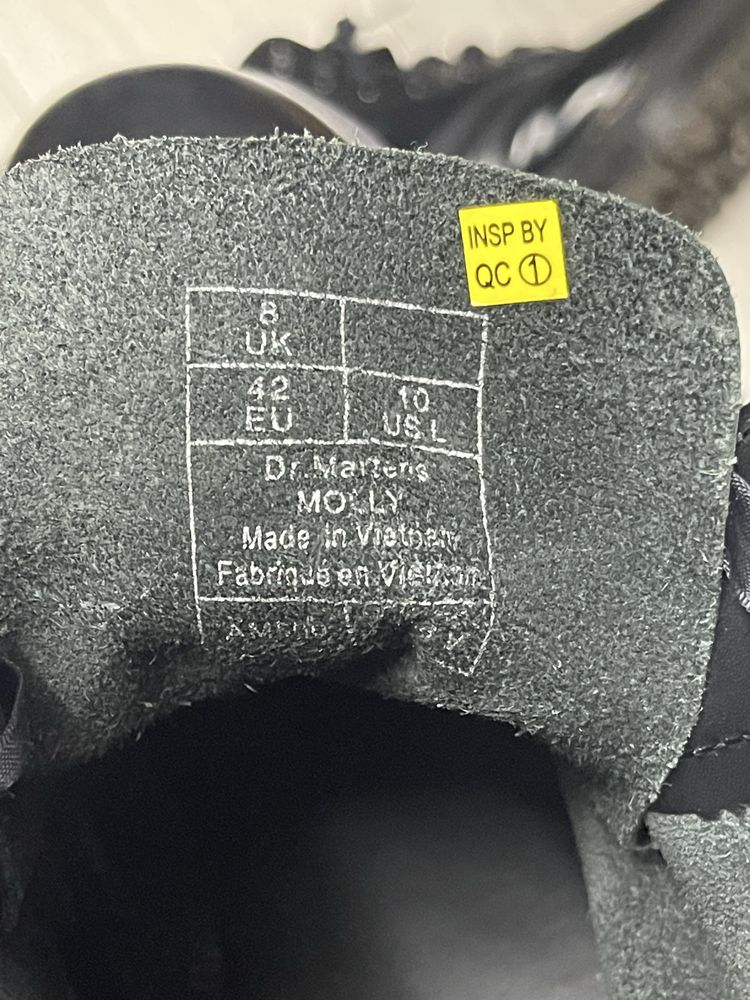 INSP BY
QC 1
8
UK
42
EU
10
US L
Dr. Martens
MOLLY
Made in Vietnam
Fabriqué en Vietnam